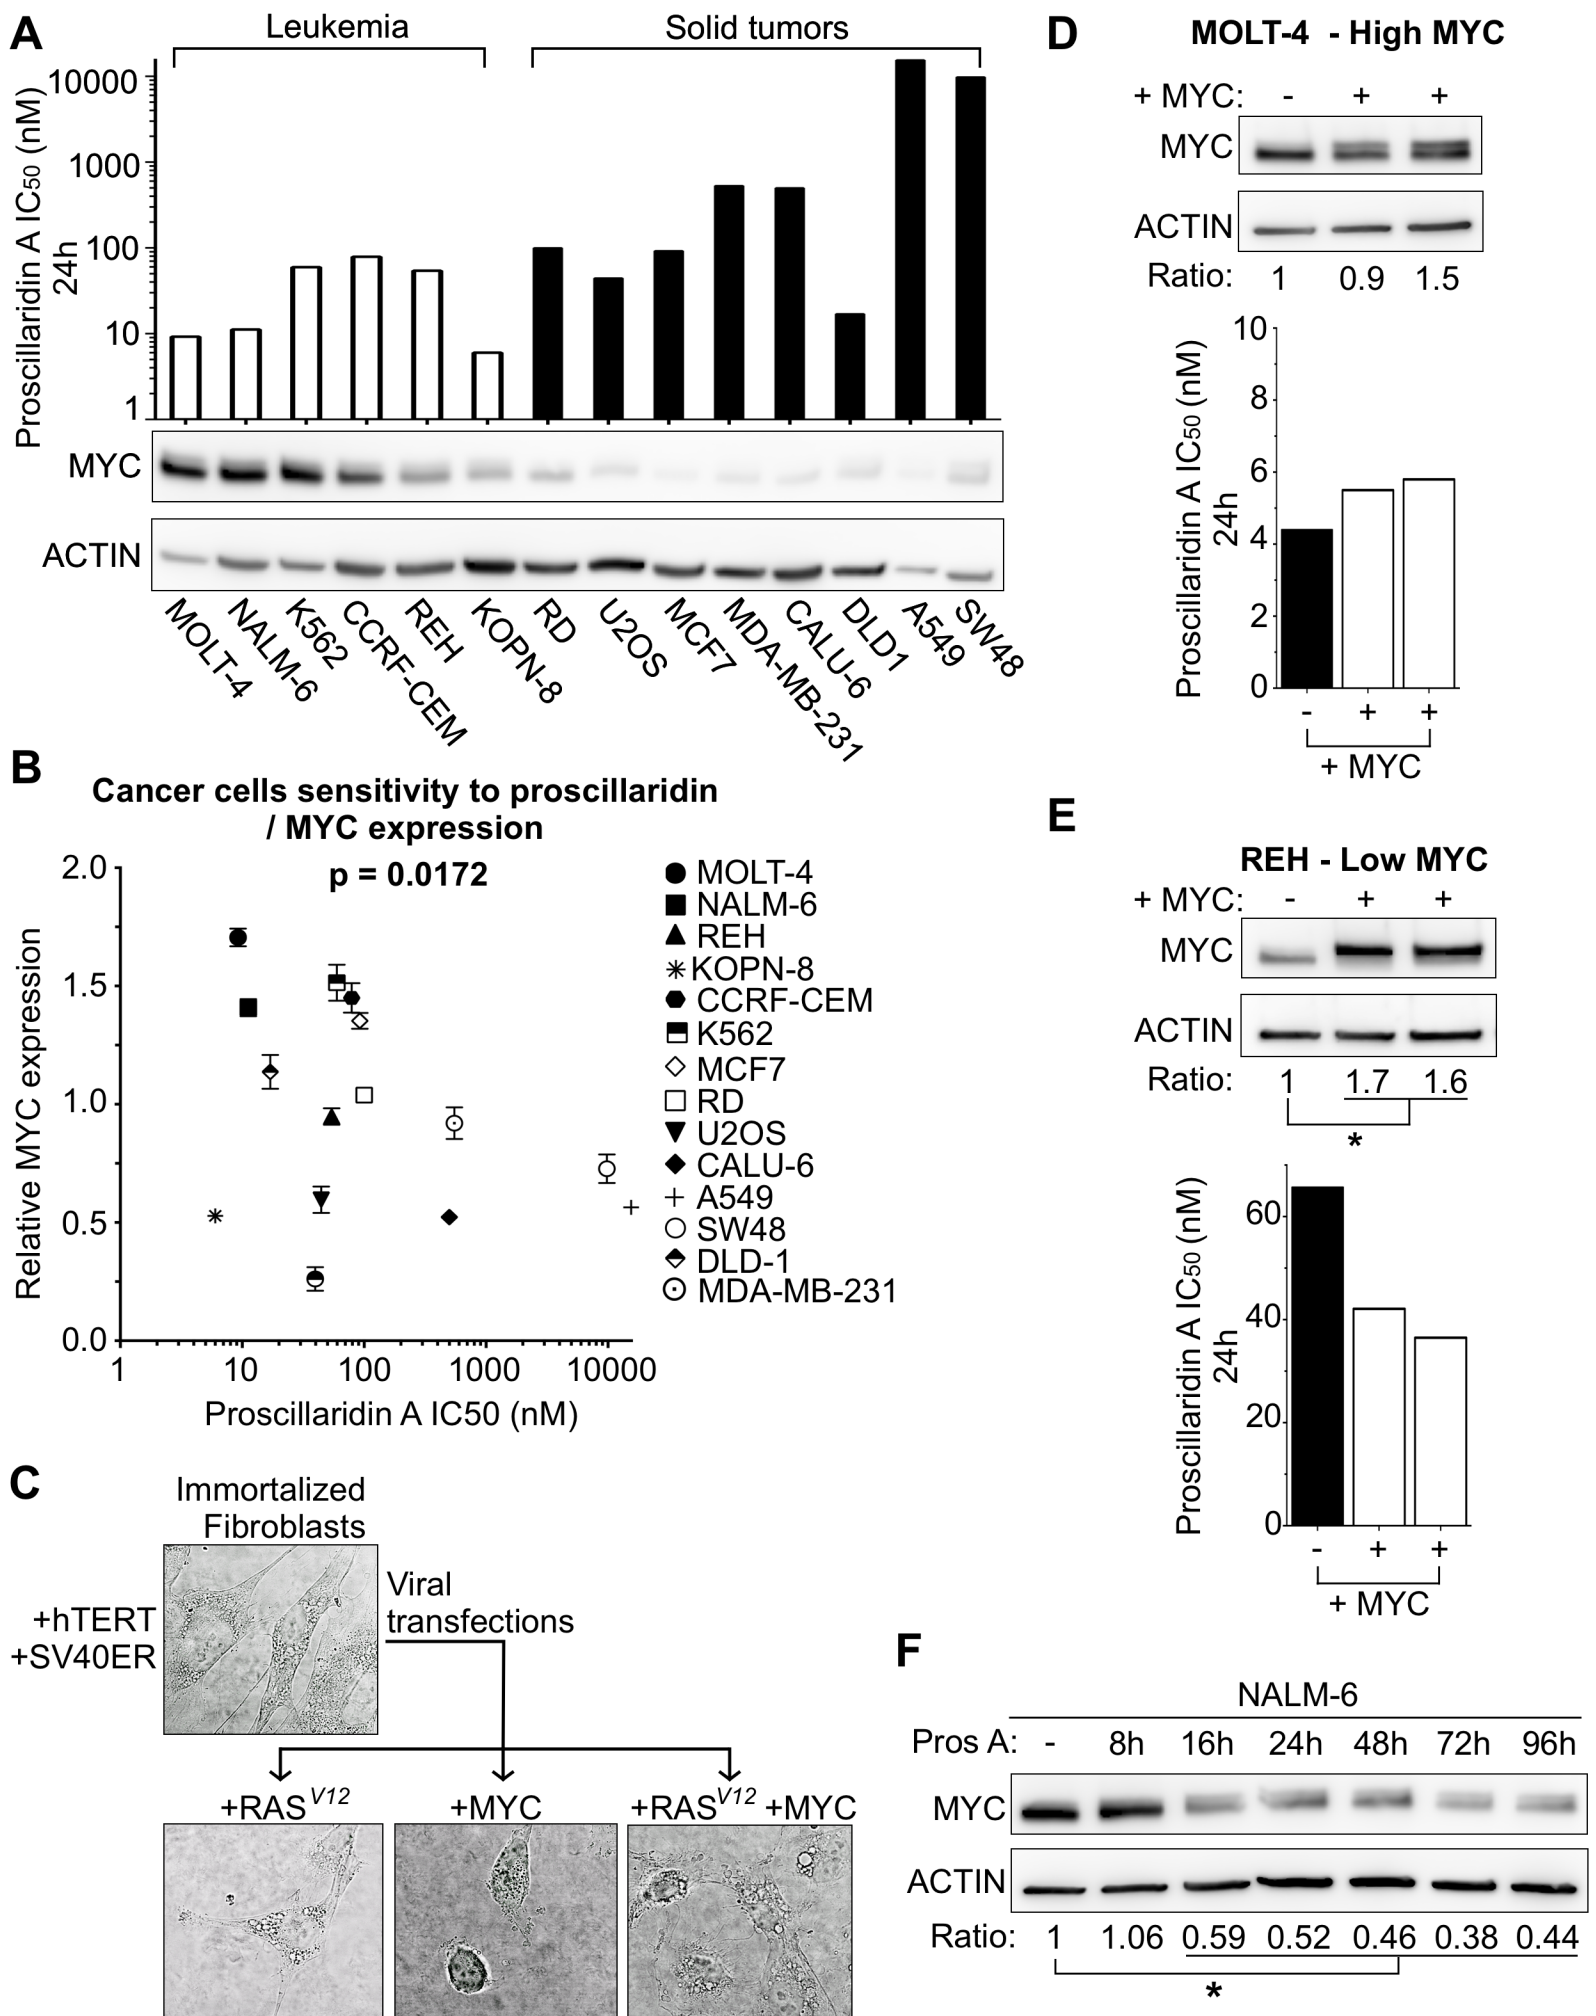 A
Leukemia
Solid tumors
Proscillaridin A IC50 (nM)
24h
10000
1000
100
10
1
MYC
ACTIN
MOLT-4
NALM-6
K562
CCRF-CEM
REH
KOPN-8
RD
U2OS
MCF7
MDA-MB-231
CALU-6
DLD1
A549
SW48
B
Cancer cells sensitivity to proscillaridin
/ MYC expression
p = 0.0172
Relative MYC expression
2.0
1.5
1.0
0.5
0.0
1 10 100 1000 10000
Proscillaridin A IC50 (nM)
MOLT-4
NALM-6
REH
KOPN-8
CCRF-CEM
K562
MCF7
RD
U2OS
CALU-6
A549
SW48
DLD-1
MDA-MB-231
C
Immortalized
Fibroblasts
+hTERT
+SV40ER
Viral
transfections
+RAS V12
+MYC
+RAS V12 +MYC
D
MOLT-4 - High MYC
+ MYC: - + +
MYC
ACTIN
Ratio: 1 0.9 1.5
Proscillaridin A IC50 (nM)
24h
10
8
6
4
2
0
- + +
+ MYC
E
REH - Low MYC
+ MYC: - + +
MYC
ACTIN
Ratio: 1 1.7 1.6
*
Proscillaridin A IC50 (nM)
24h
60
40
20
0
- + +
+ MYC
F
NALM-6
Pros A: - 8h 16h 24h 48h 72h 96h
MYC
ACTIN
Ratio: 1 1.06 0.59 0.52 0.46 0.38 0.44
*